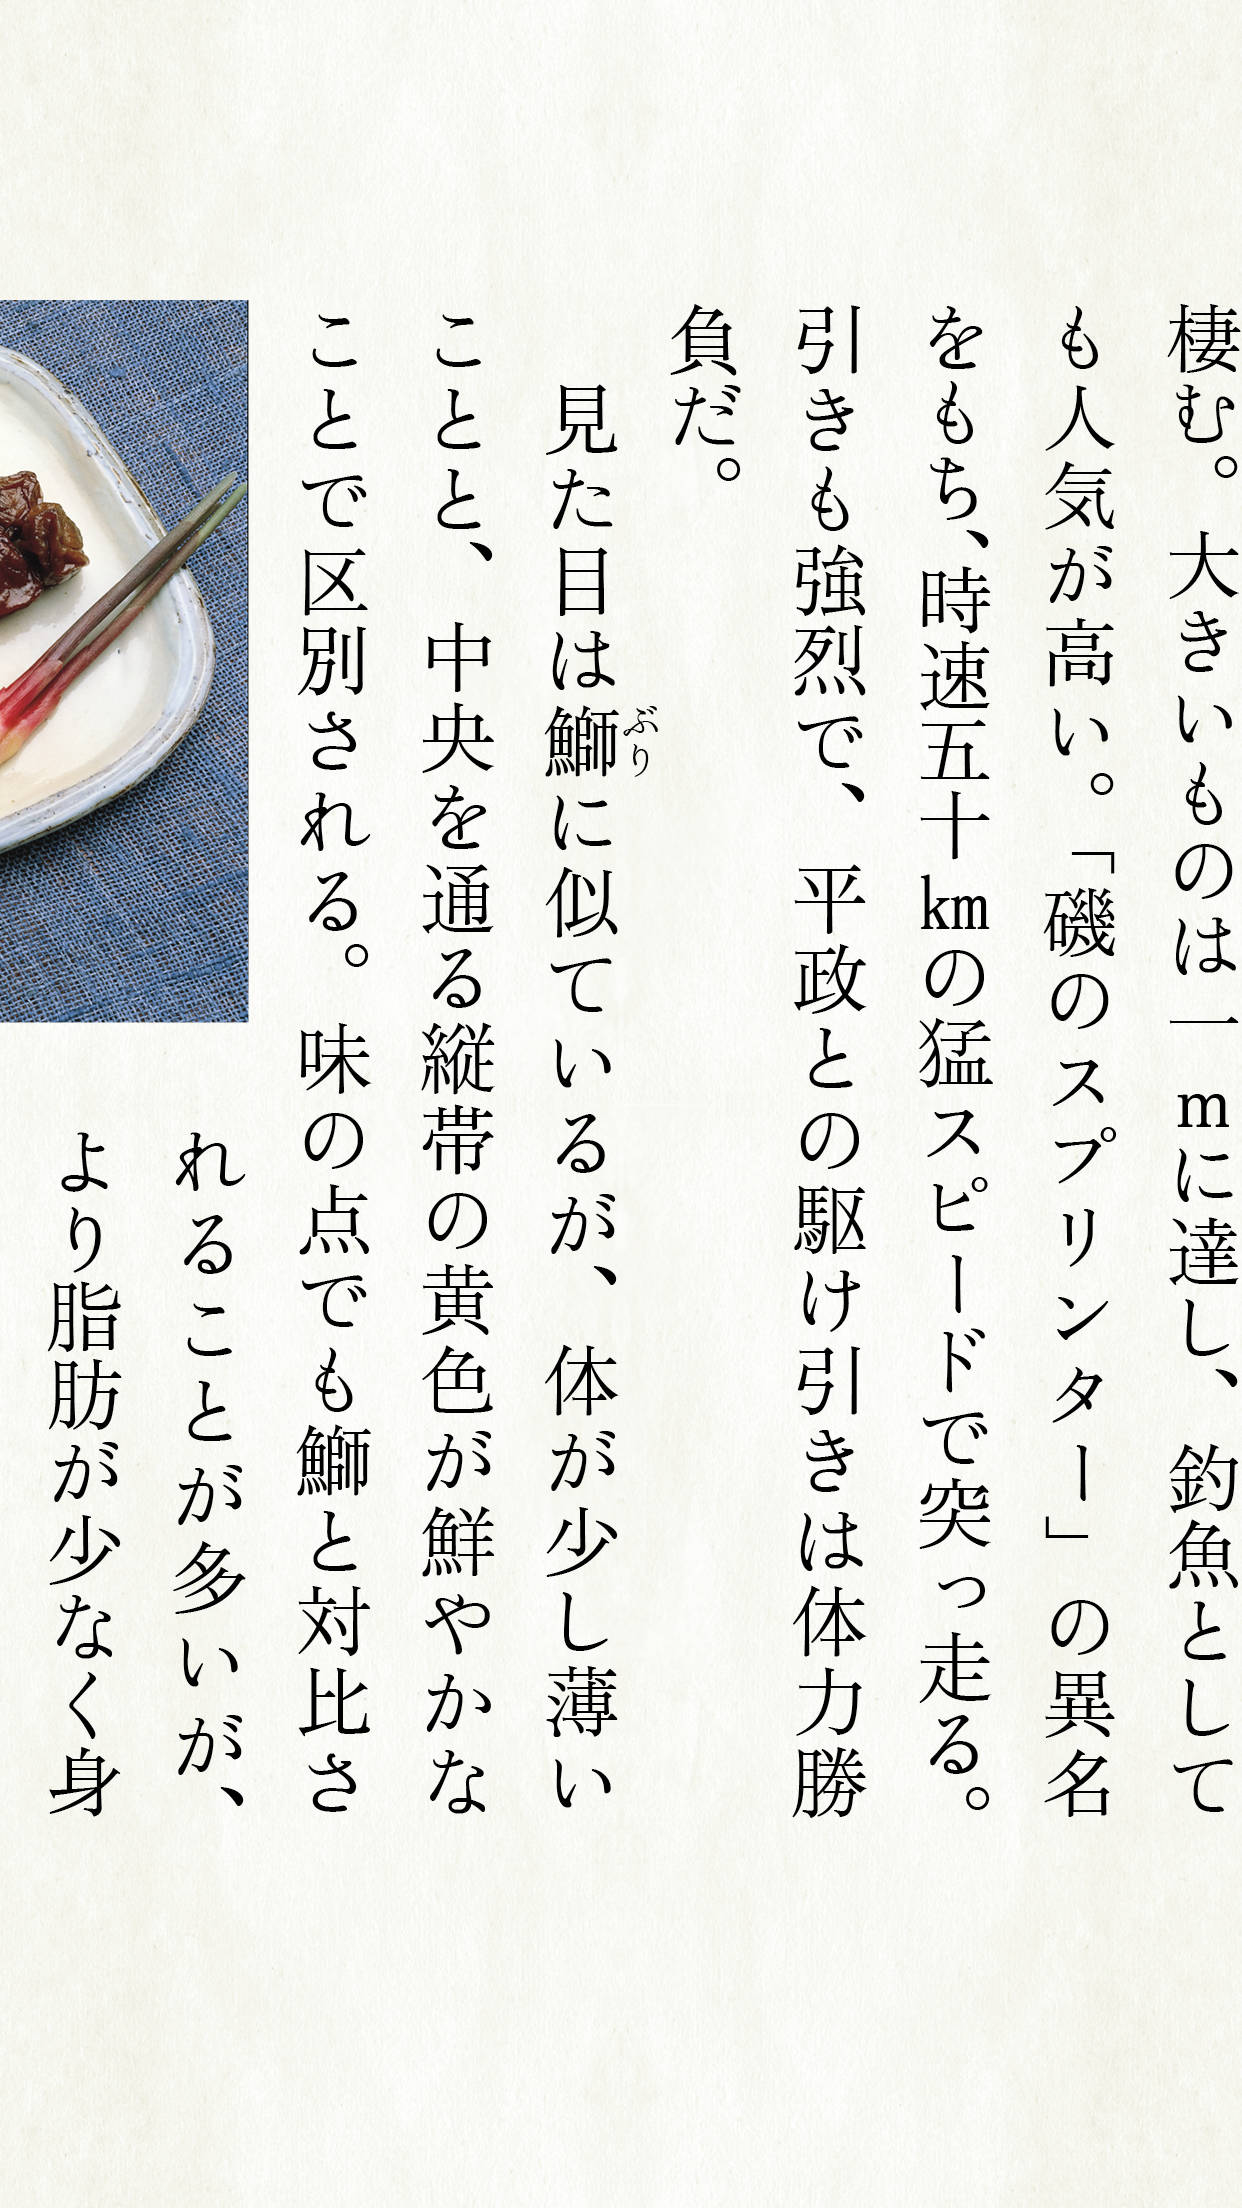 棲む。大きいものは一mに達し、釣魚として
も人気が高い。「磯のスプリンター」の異名
をもち、時速五十kmの猛スピードで突っ走る。
引きも強烈で、平政との駆け引きは体力勝
負だ。
見た目は鰤に似ているが、体が少し薄い
ぶり
ことと、中央を通る縦帯の黄色が鮮やかな
ことで区別される。味の点でも鰤と対比さ
れることが多いが、
より脂肪が少なく身